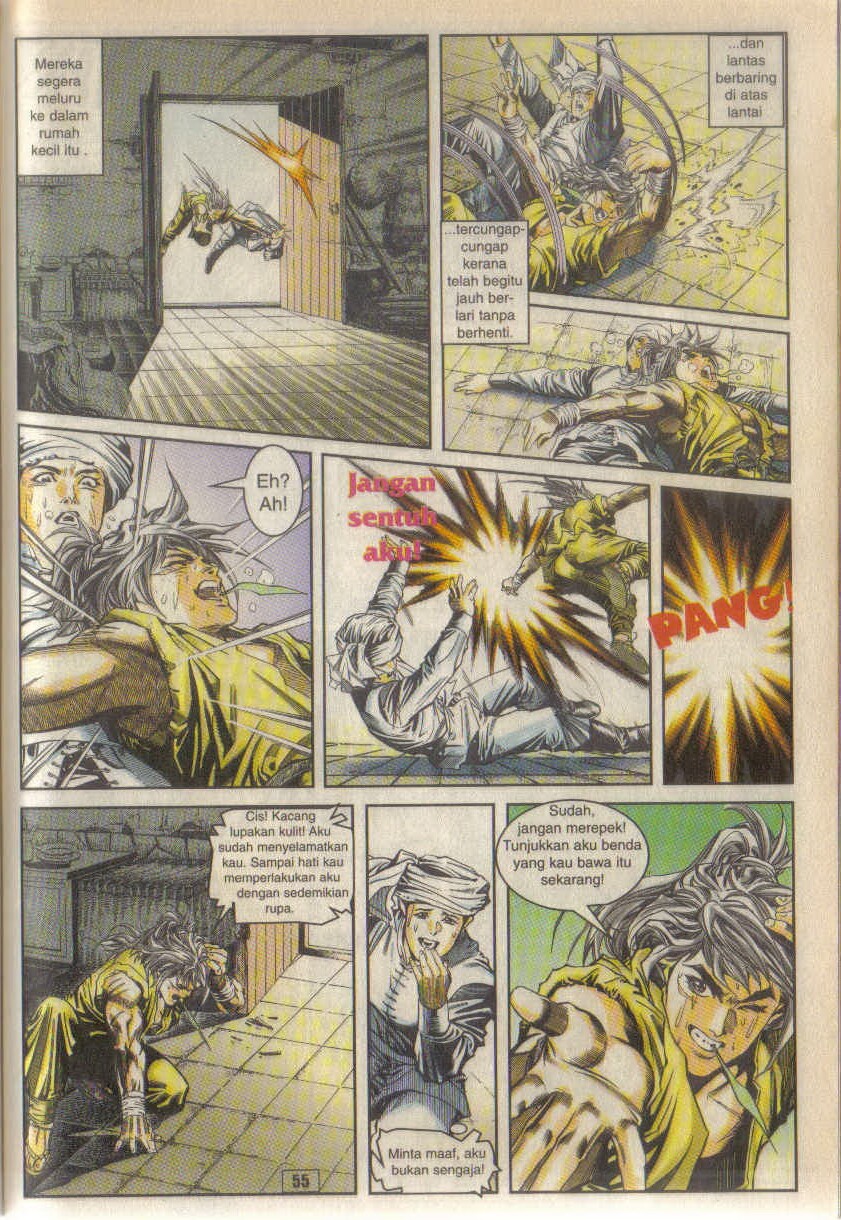 Mereka
segera
meluru
ke dalam
rumah
kecil itu .
...dan
lantas
berbaring
di atas
lantai
...tercungap-
cungap
kerana
telah begitu
jauh ber-
lari tanpa
berhenti.
Eh?
Ah!
Jangan
sentuh
aku!
PANG!
Cis! Kacang
lupakan kulit! Aku
sudah menyelamatkan
kau. Sampai hati kau
memperlakukan aku
dengan sedemikian
rupa.
Minta maaf, aku
bukan sengaja!
Sudah,
jangan merepek!
Tunjukkan aku benda
yang kau bawa itu
sekarang!
55